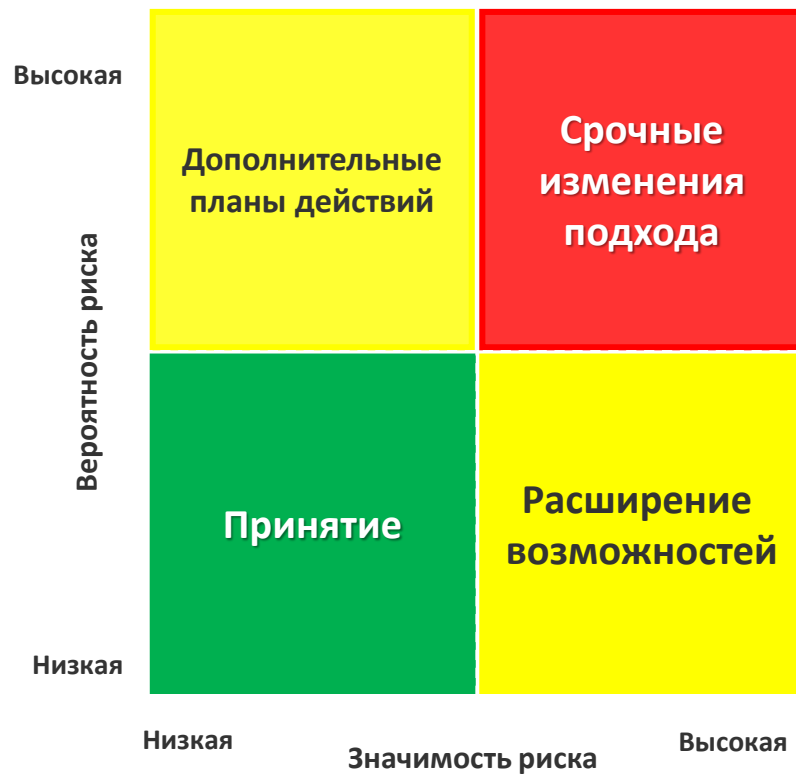 Высокая
Дополнительные
планы действий
Срочные
изменения
подхода
Вероятность риска
Принятие
Расширение
возможностей
Низкая
Низкая
Значимость риска
Высокая